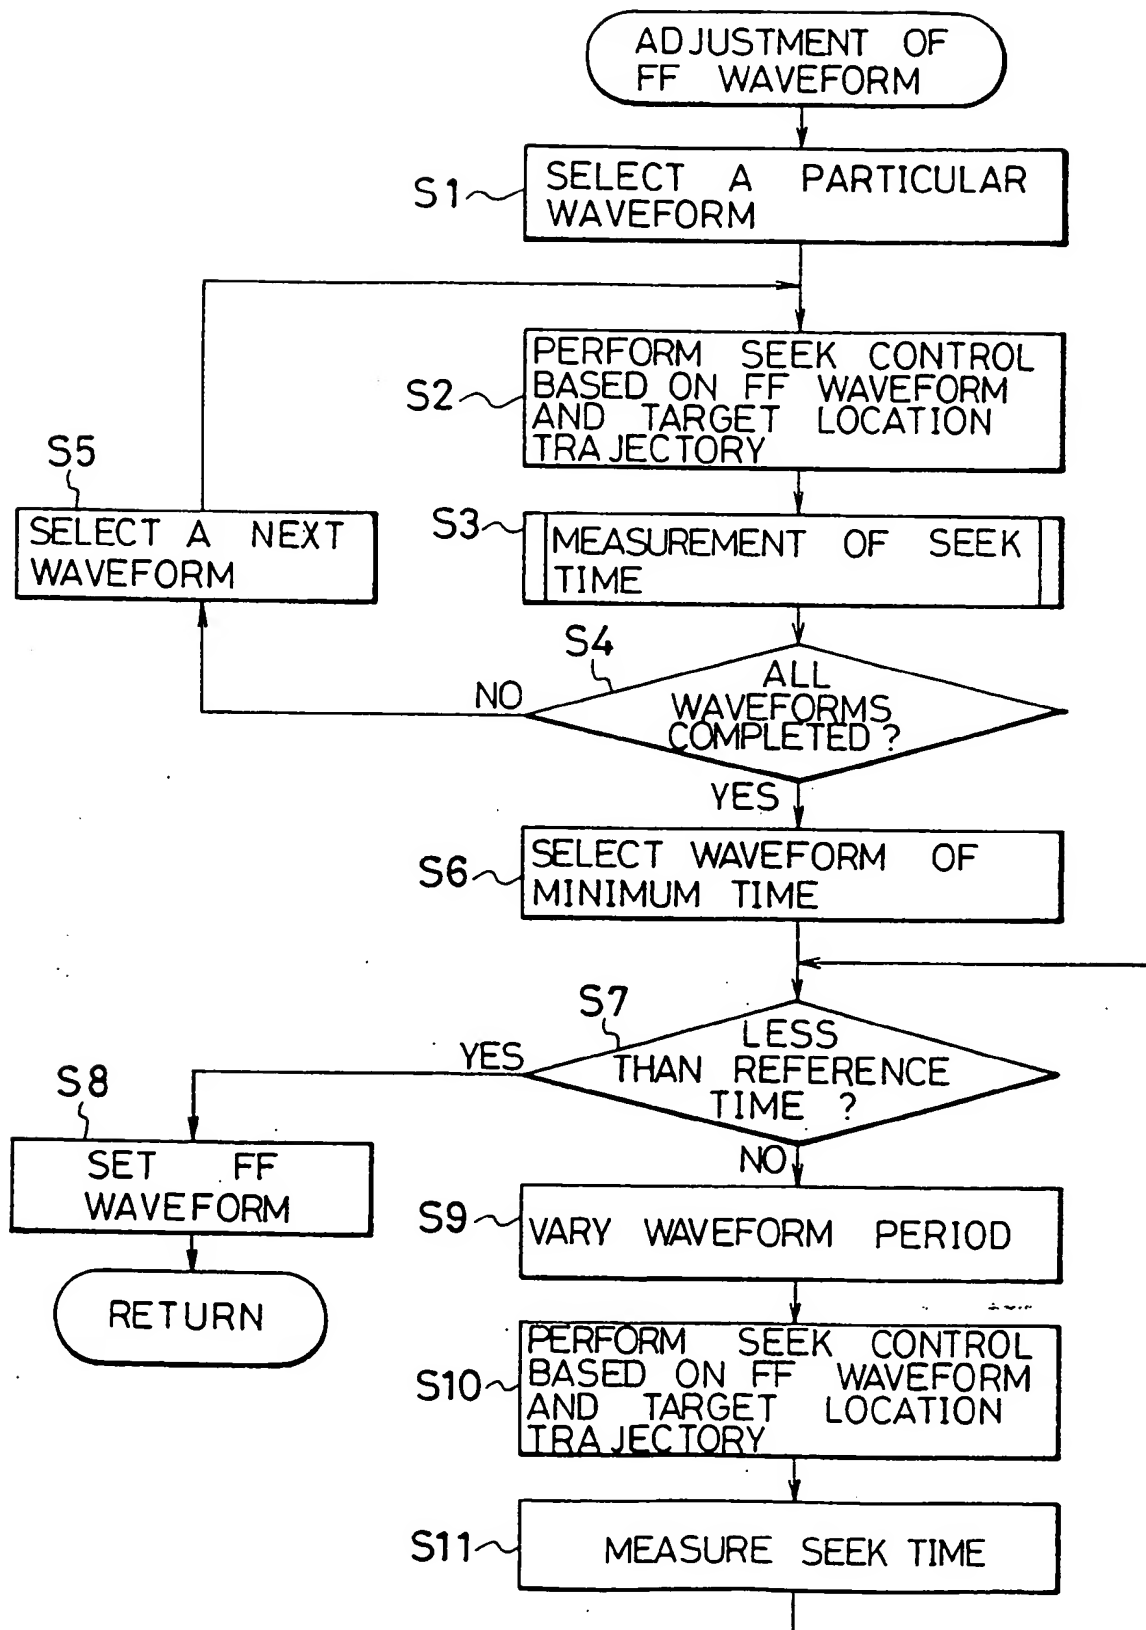 ADJUSTMENT OF
FF WAVEFORM
S1
SELECT A PARTICULAR
WAVEFORM
S2
PERFORM SEEK CONTROL
BASED ON FF WAVEFORM
AND TARGET LOCATION
TRAJECTORY
S5
SELECT A NEXT
WAVEFORM
S3
MEASUREMENT OF SEEK
TIME
S4
ALL
WAVEFORMS
COMPLETED?
NO
YES
S6
SELECT WAVEFORM OF
MINIMUM TIME
S7
LESS
THAN REFERENCE
TIME ?
YES
NO
S8
SET FF
WAVEFORM
RETURN
S9
VARY WAVEFORM PERIOD
S10
PERFORM SEEK CONTROL
BASED ON FF WAVEFORM
AND TARGET LOCATION
TRAJECTORY
S11
MEASURE SEEK TIME